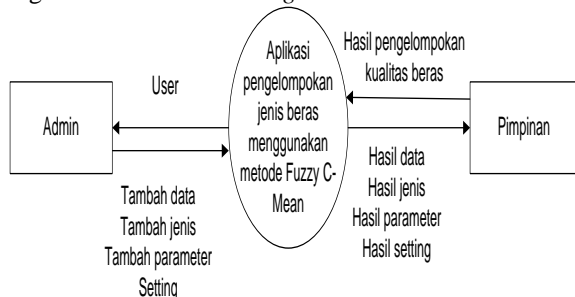 User
Admin
Tambah data
Tambah jenis
Tambah parameter
Setting
Aplikasi
pengelompokan
jenis beras
menggunakan
metode Fuzzy C-
Mean
Hasil pengelompokan
kualitas beras
Hasil data
Hasil jenis
Hasil parameter
Hasil setting
Pimpinan